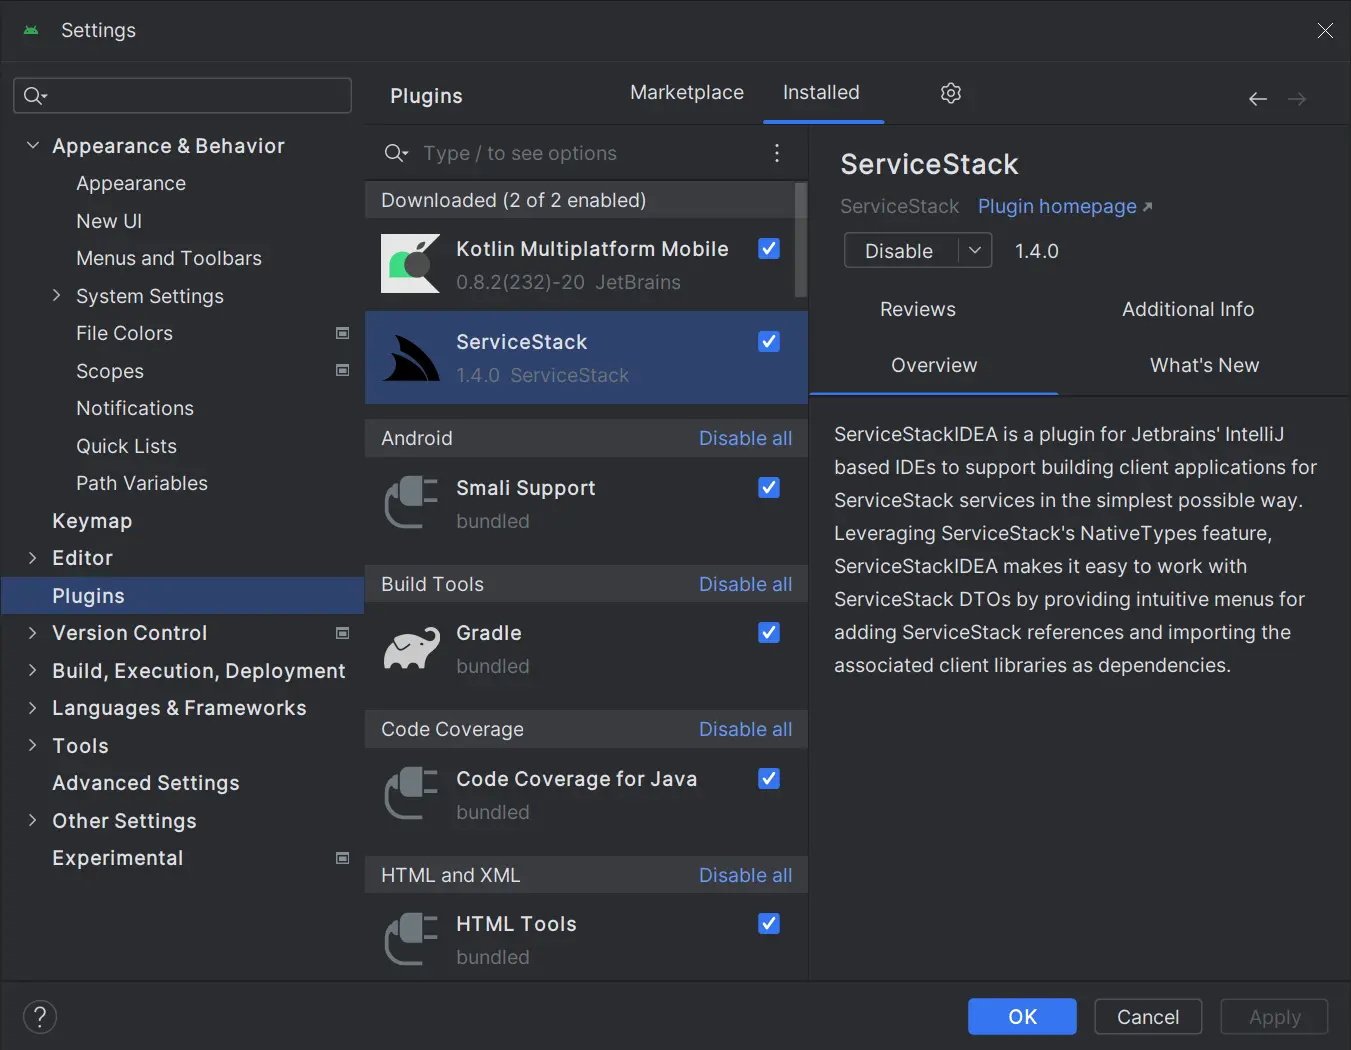 Settings
Appearance & Behavior
Appearance
New UI
Menus and Toolbars
System Settings
File Colors
Scopes
Notifications
Quick Lists
Path Variables
Keymap
Editor
Plugins
Version Control
Build, Execution, Deployment
Languages & Frameworks
Tools
Advanced Settings
Other Settings
Experimental
Plugins
Marketplace
Installed
Type / to see options
Downloaded (2 of 2 enabled)
Kotlin Multiplatform Mobile
0.8.2(232)-20 JetBrains
ServiceStack
1.4.0 ServiceStack
Android Disable all
Smali Support
bundled
Build Tools Disable all
Gradle
bundled
Code Coverage Disable all
Code Coverage for Java
bundled
HTML and XML Disable all
HTML Tools
bundled
ServiceStack
ServiceStack Plugin homepage
Disable 1.4.0
Reviews Additional Info
Overview What's New
ServiceStackIDEA is a plugin for Jetbrains' IntelliJ
based IDEs to support building client applications for
ServiceStack services in the simplest possible way.
Leveraging ServiceStack's NativeTypes feature,
ServiceStackIDEA makes it easy to work with
ServiceStack DTOs by providing intuitive menus for
adding ServiceStack references and importing the
associated client libraries as dependencies.
?
OK Cancel Apply